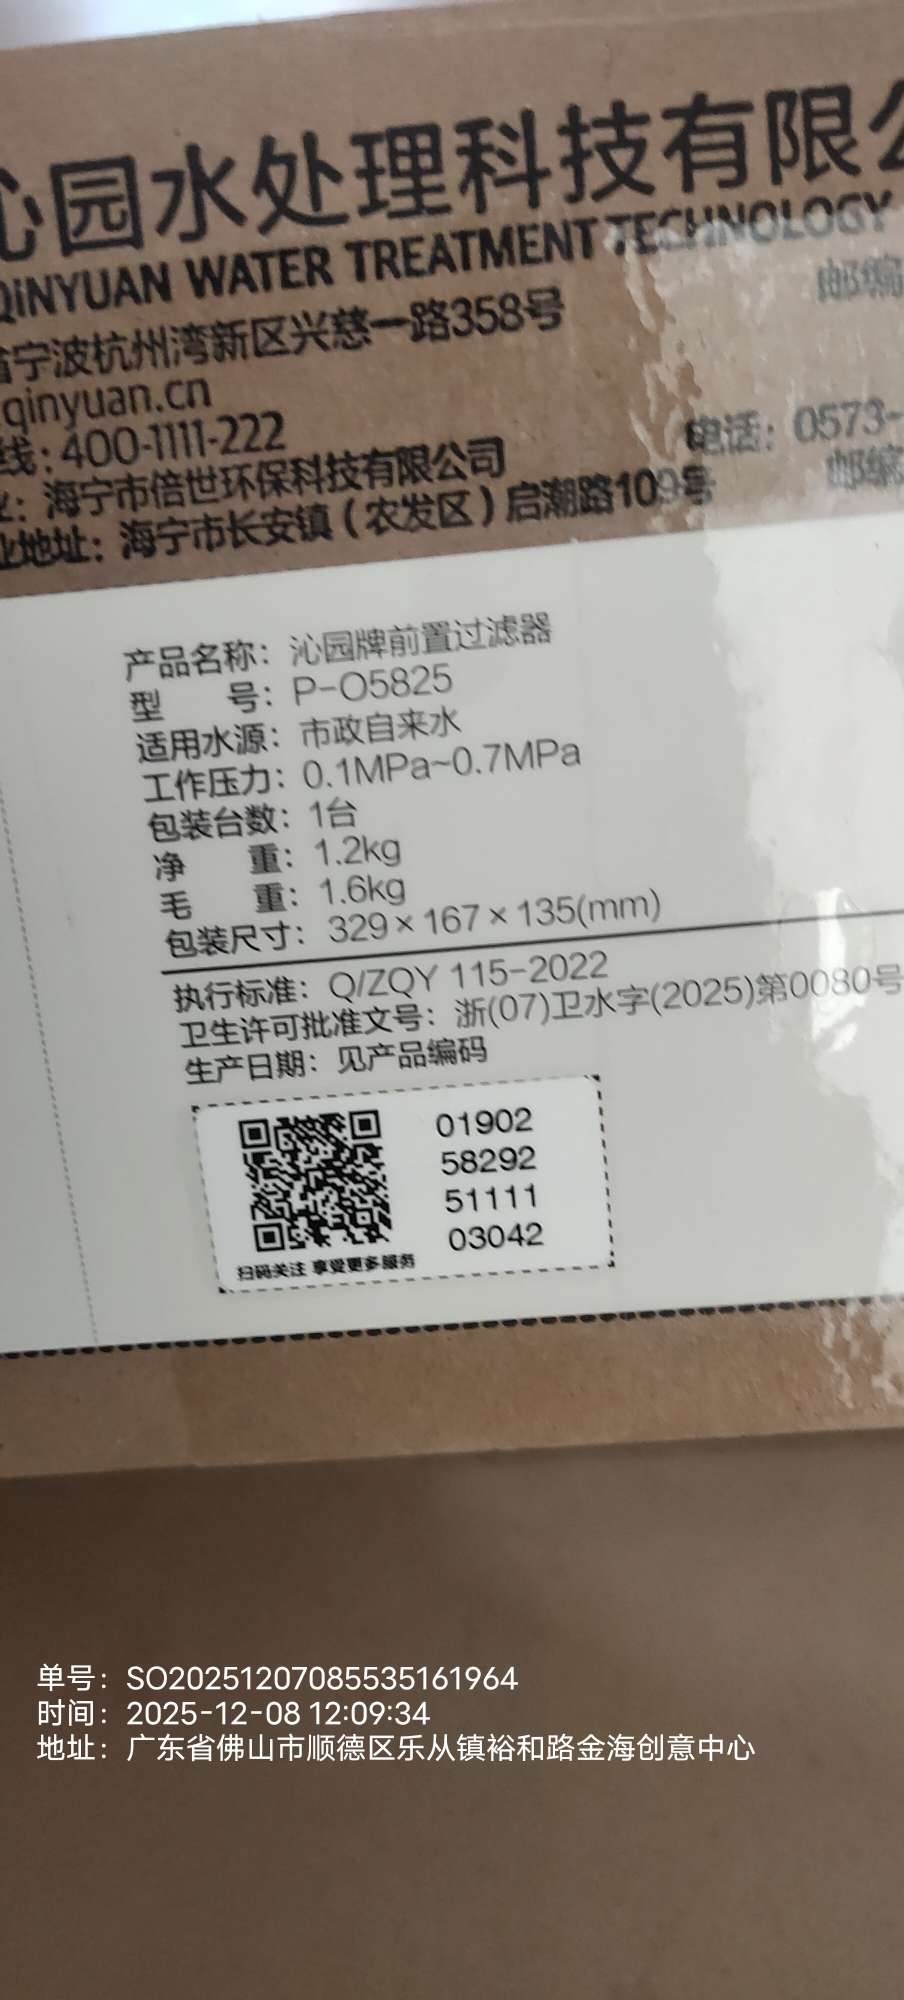 沁园水处理科技有限公
QINYUAN WATER TREATMENT TECHNOLOGY
邮编
宁波杭州湾新区兴慈一路358号
qinyuan.cn
线：400-1111-222
电话：0573-
海宁市倍世环保科技有限公司
邮编
业地址：海宁市长安镇（农发区）启潮路109号
产品名称：沁园牌前置过滤器
型 号：P-O5825
适用水源：市政自来水
工作压力：0.1MPa~0.7MPa
包装台数：1台
净 重：1.2kg
毛 重：1.6kg
包装尺寸：329×167×135(mm)
执行标准：Q/ZQY 115-2022
卫生许可批准文号：浙(07)卫水字(2025)第0080号
生产日期：见产品编码
01902
58292
51111
03042
扫码关注 享受更多服务
单号：SO20251207085535161964
时间：2025-12-08 12:09:34
地址：广东省佛山市顺德区乐从镇裕和路金海创意中心